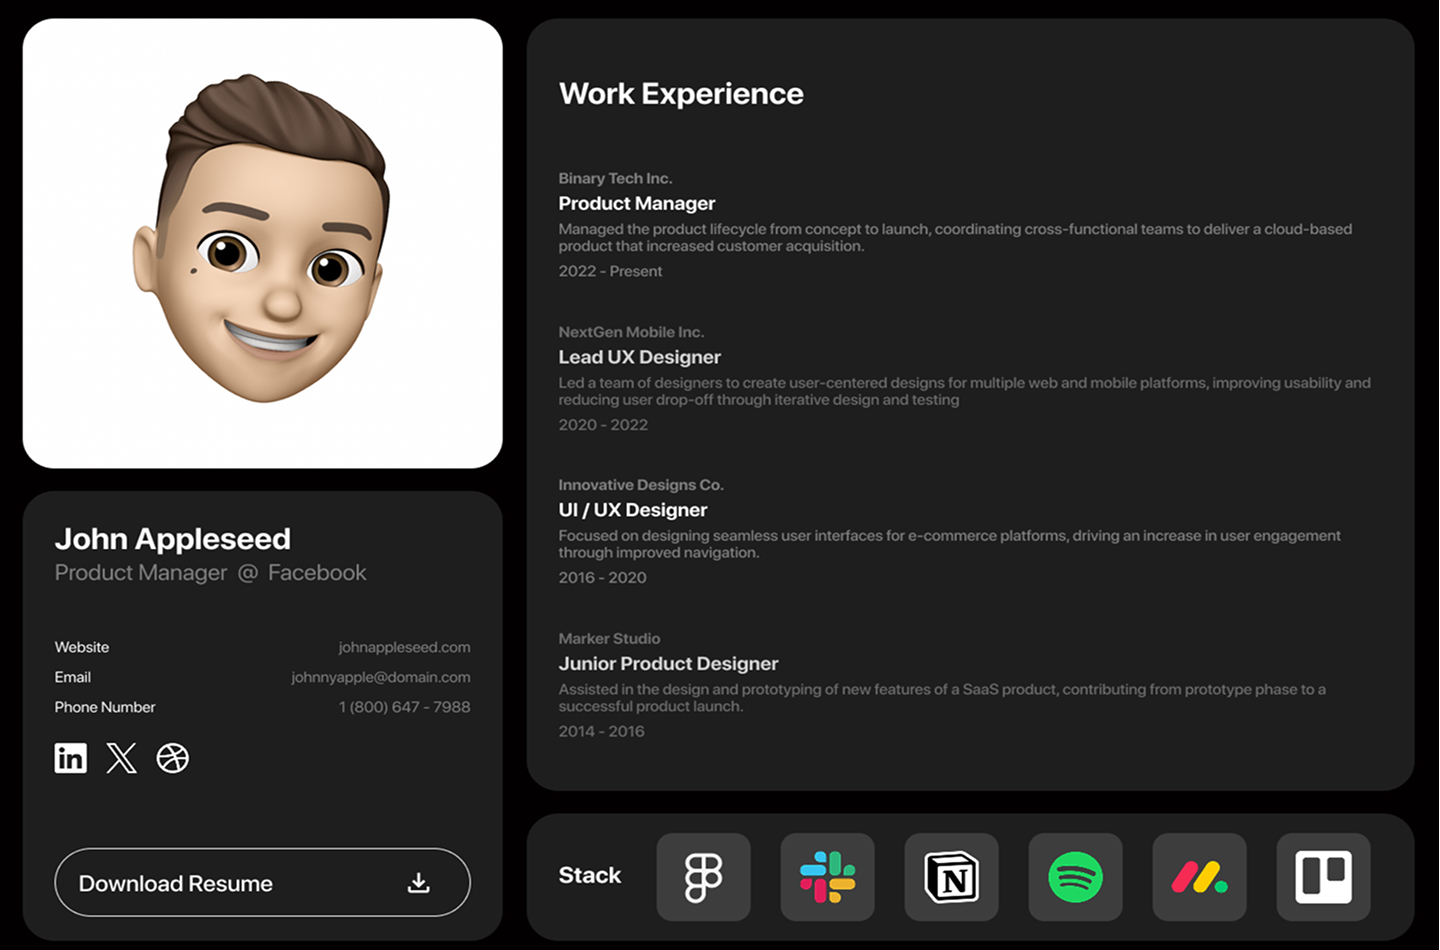 John Appleseed
Product Manager @ Facebook
Website johnappleseed.com
Email johnnyapple@domain.com
Phone Number 1 (800) 647 - 7988
in
Download Resume
Work Experience
Binary Tech Inc.
Product Manager
Managed the product lifecycle from concept to launch, coordinating cross-functional teams to deliver a cloud-based
product that increased customer acquisition.
2022 - Present
NextGen Mobile Inc.
Lead UX Designer
Led a team of designers to create user-centered designs for multiple web and mobile platforms, improving usability and
reducing user drop-off through iterative design and testing
2020 - 2022
Innovative Designs Co.
UI / UX Designer
Focused on designing seamless user interfaces for e-commerce platforms, driving an increase in user engagement
through improved navigation.
2016 - 2020
Marker Studio
Junior Product Designer
Assisted in the design and prototyping of new features of a SaaS product, contributing from prototype phase to a
successful product launch.
2014 - 2016
Stack
N